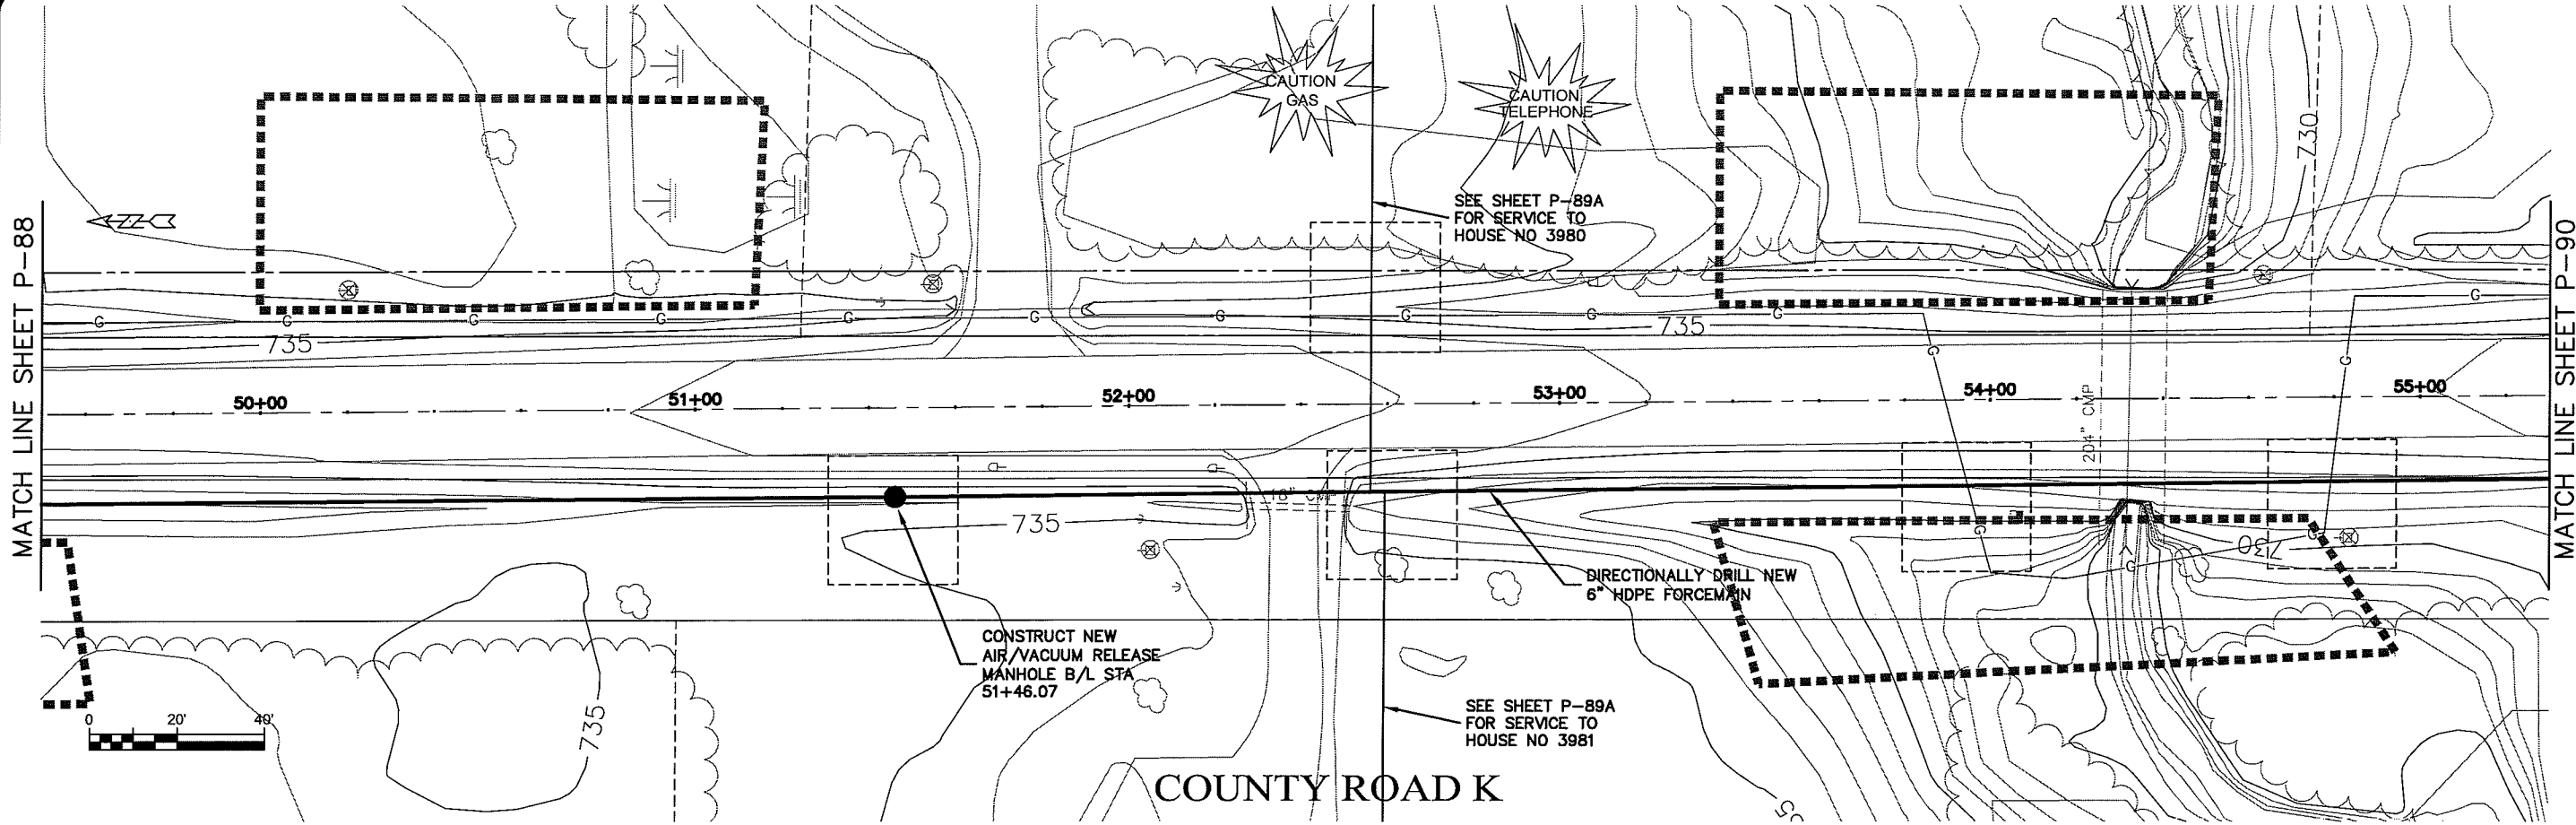 CAUTION
GAS
CAUTION
TELEPHONE
730
SEE SHEET P-89A
FOR SERVICE TO
HOUSE NO 3980
MATCH LINE SHEET P-88
MATCH LINE SHEET P-90
N
G G G G G G G G G G G
735
735
G
G
50+00
51+00
52+00
53+00
54+00
55+00
204" CMP
18" CMP
735
G
G
G
730
DIRECTIONALLY DRILL NEW
6" HDPE FORCEMAIN
CONSTRUCT NEW
AIR/VACUUM RELEASE
MANHOLE B/L STA
51+46.07
735
0 20' 40'
SEE SHEET P-89A
FOR SERVICE TO
HOUSE NO 3981
COUNTY ROAD K